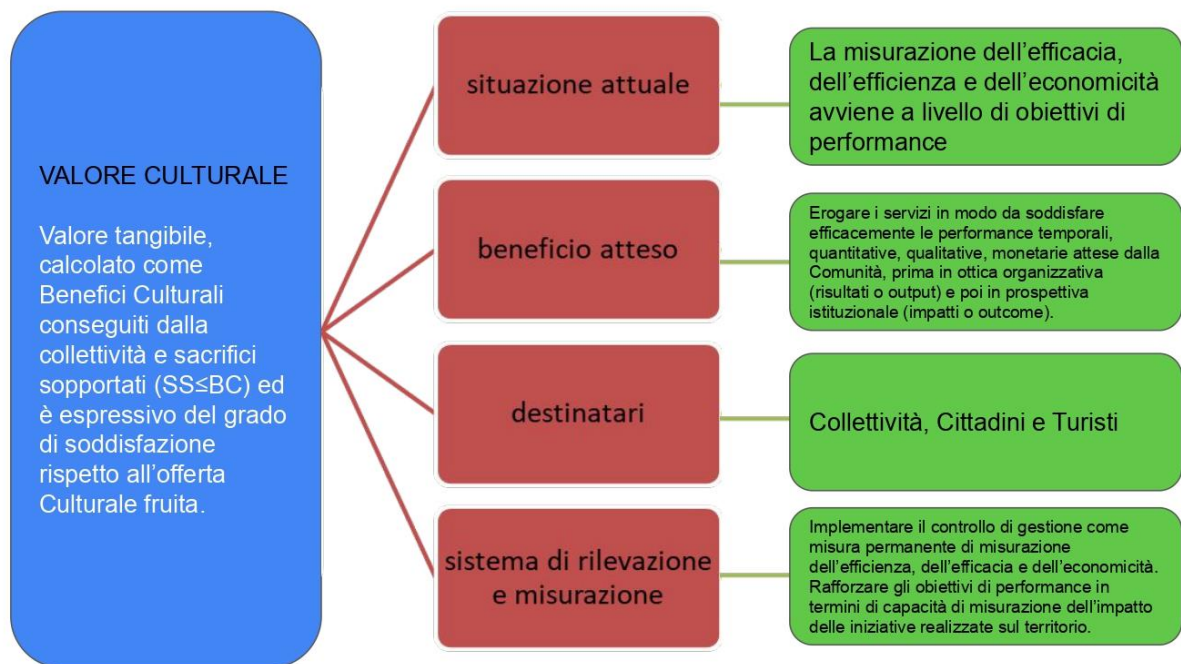 VALORE CULTURALE
Valore tangibile,
calcolato come
Benefici Culturali
conseguiti dalla
collettività e sacrifici
sopportati (SS≤BC) ed
è espressivo del grado
di soddisfazione
rispetto all'offerta
Culturale fruita.
situazione attuale
La misurazione dell'efficacia,
dell'efficienza e dell'economicità
avviene a livello di obiettivi di
performance
beneficio atteso
Erogare i servizi in modo da soddisfare
efficacemente le performance temporali,
quantitative, qualitative, monetarie attese dalla
Comunità, prima in ottica organizzativa
(risultati o output) e poi in prospettiva
istituzionale (impatti o outcome).
destinatari
Collettività, Cittadini e Turisti
sistema di rilevazione
e misurazione
Implementare il controllo di gestione come
misura permanente di misurazione
dell'efficienza, dell'efficacia e dell'economicità.
Rafforzare gli obiettivi di performance in
termini di capacità di misurazione dell'impatto
delle iniziative realizzate sul territorio.